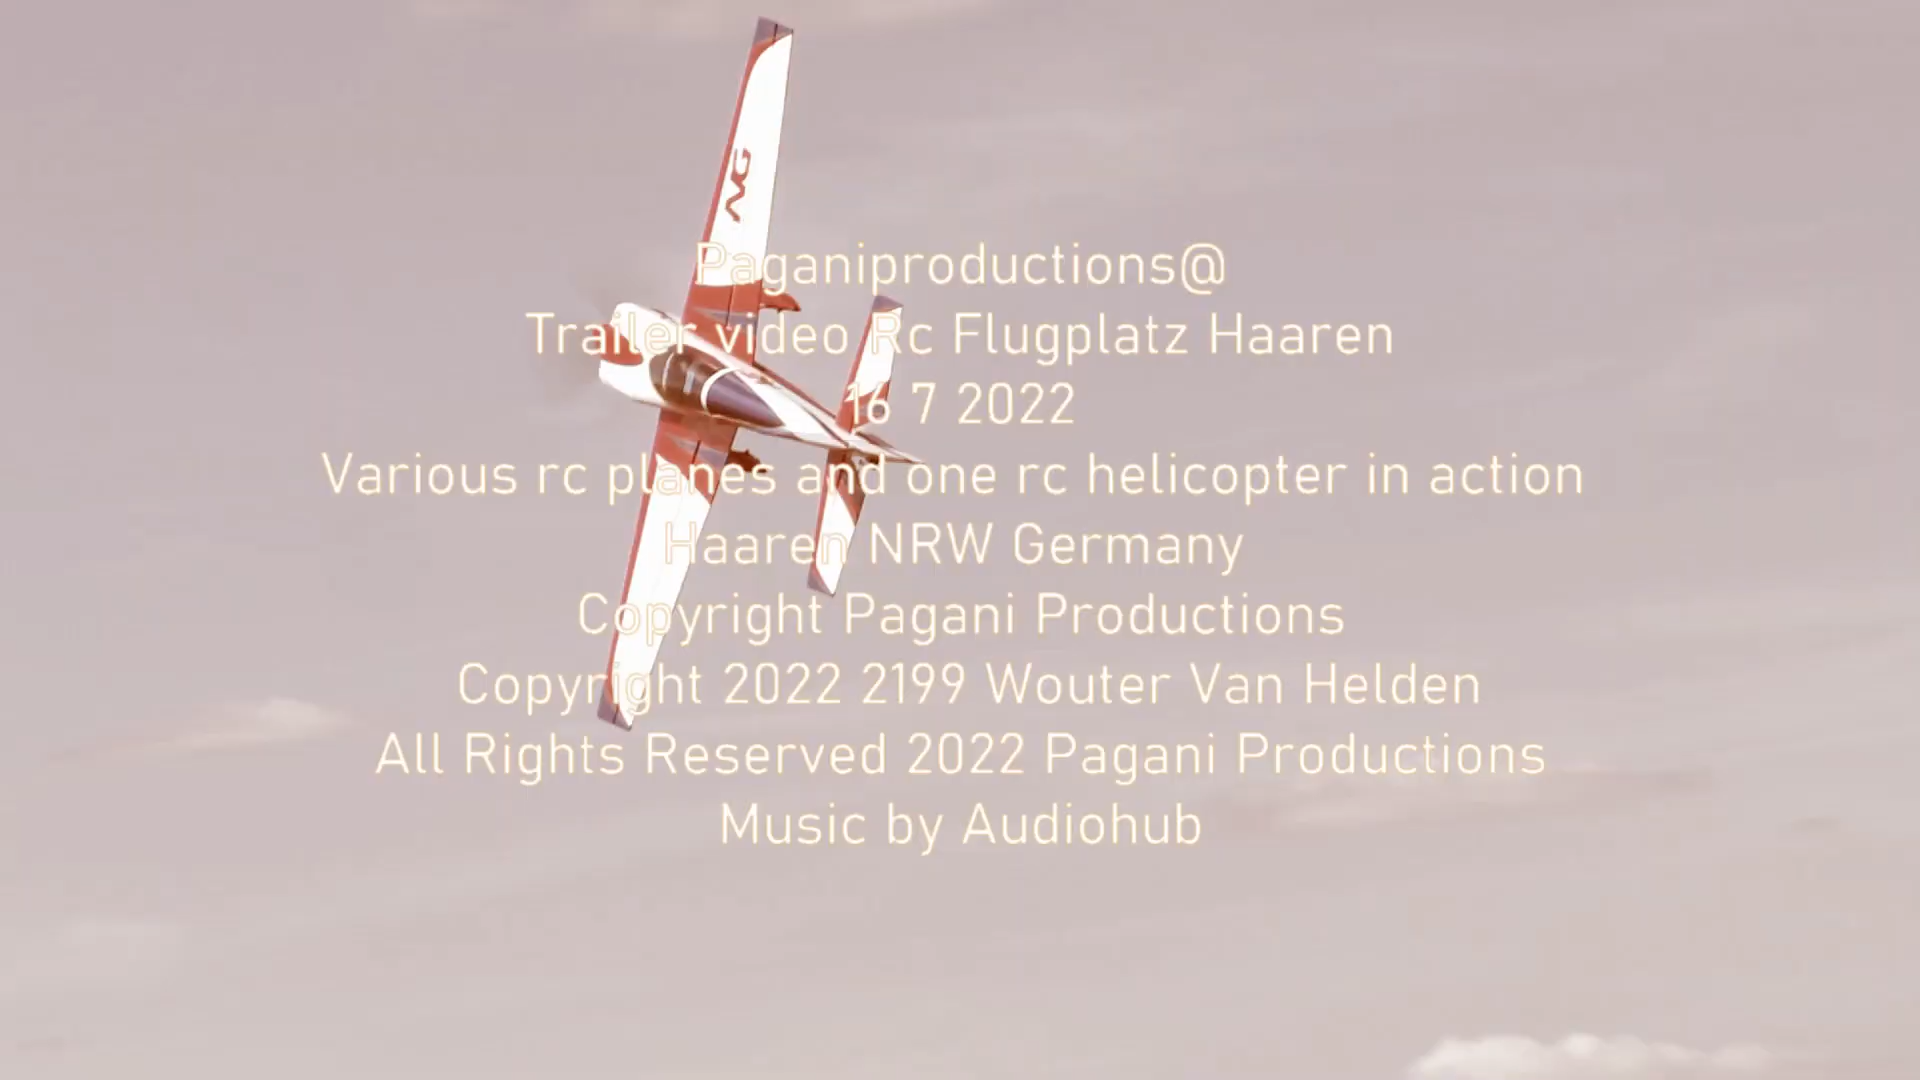 NG
Paganiproductions@
Trailer video Rc Flugplatz Haaren
16 7 2022
Various rc planes and one rc helicopter in action
Haaren NRW Germany
Copyright Pagani Productions
Copyright 2022 2199 Wouter Van Helden
All Rights Reserved 2022 Pagani Productions
Music by Audiohub